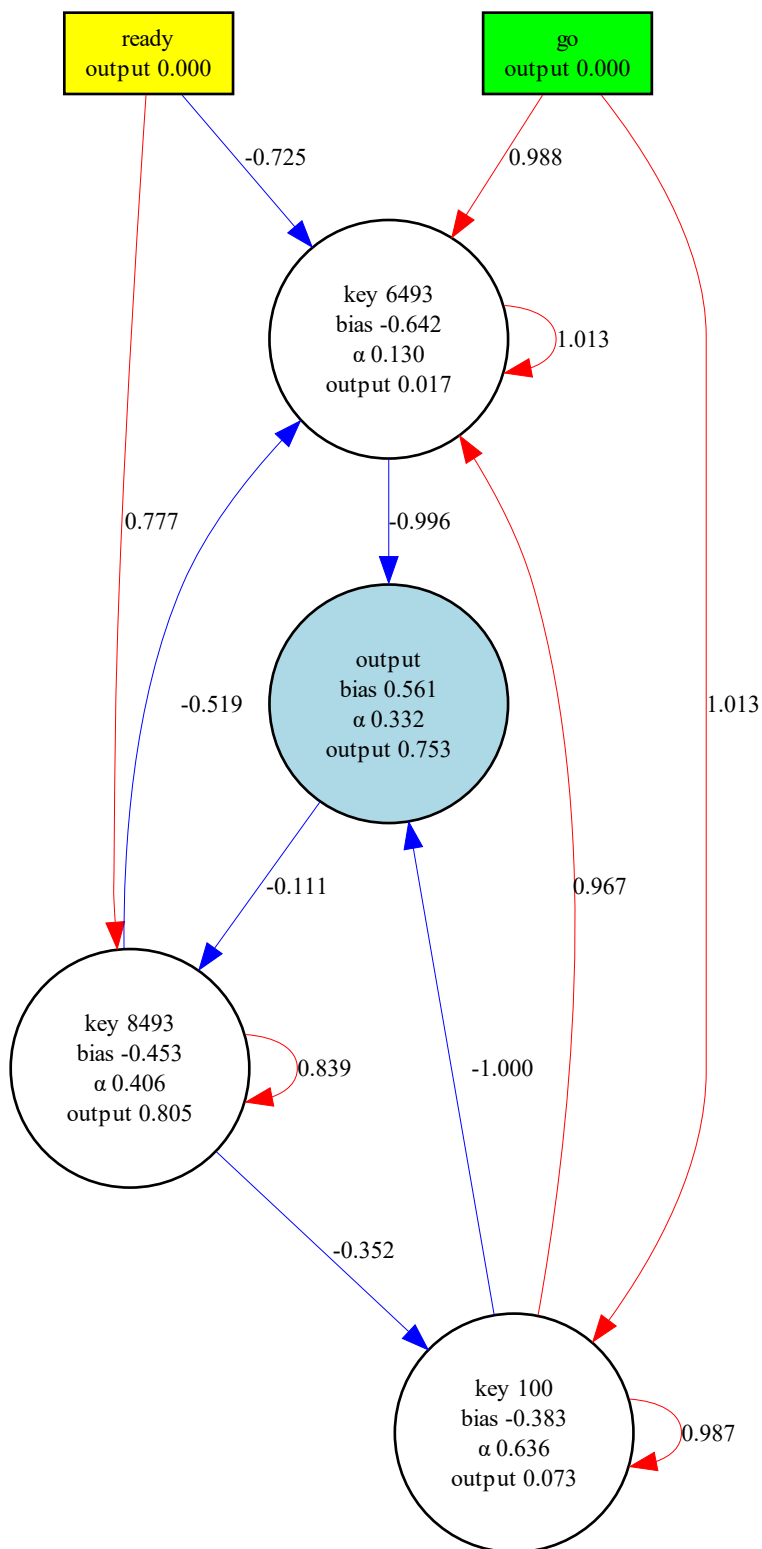 ready
output 0.000
go
output 0.000
-0.725
0.988
key 6493
bias -0.642
α 0.130
output 0.017
1.013
0.777
-0.996
output
bias 0.561
α 0.332
output 0.753
-0.519
1.013
-0.111
0.967
key 8493
bias -0.453
α 0.406
output 0.805
0.839
-1.000
-0.352
key 100
bias -0.383
α 0.636
output 0.073
0.987